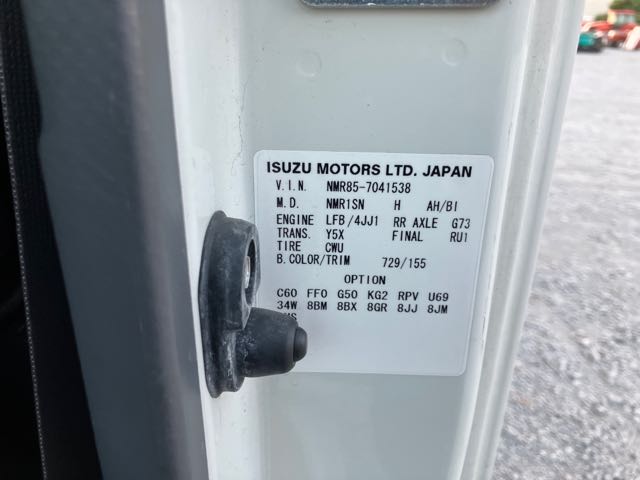 ISUZU MOTORS LTD. JAPAN
V.I.N. NMR85-7041538
M.D. NMR1SN H AH/BI
ENGINE LFB/4JJ1 RR AXLE G73
TRANS. Y5X FINAL RU1
TIRE CWU
B.COLOR/TRIM 729/155
OPTION
C60 FF0 G50 KG2 RPV U69
34W 8BM 8BX 8GR 8JJ 8JM